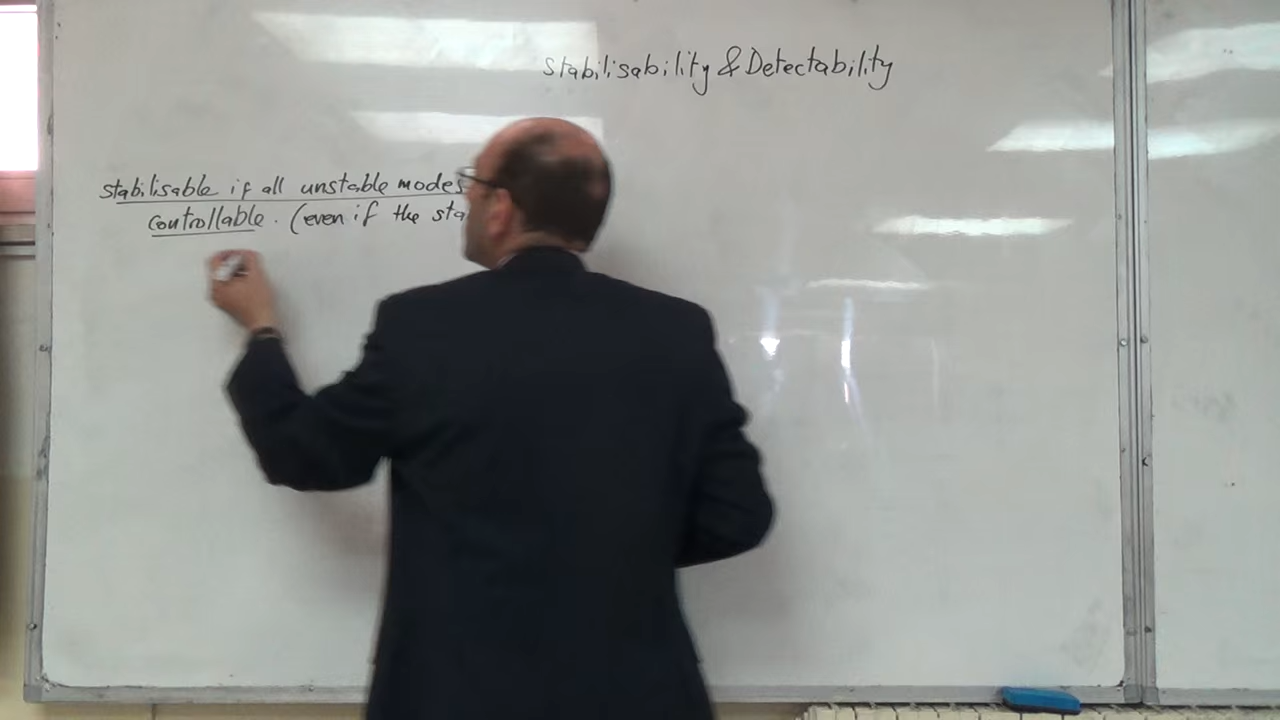 Stabilisability & Detectability
stabilisable if all unstable modes
controllable. (even if the